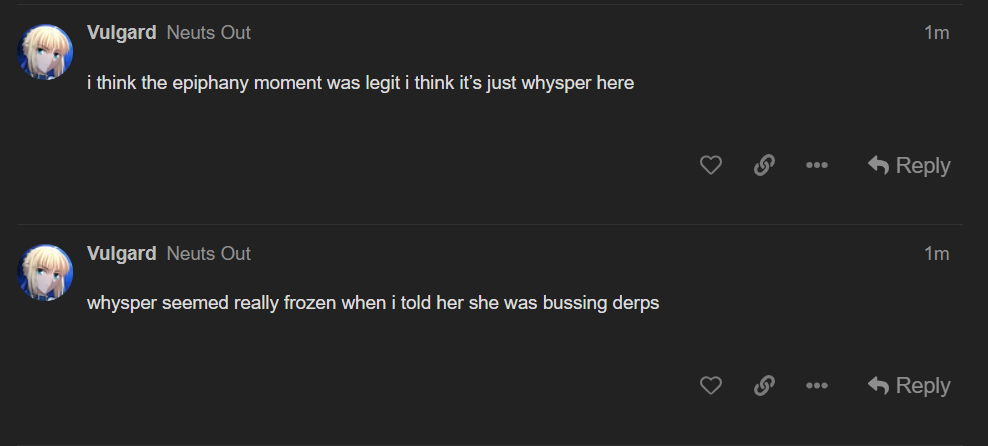 Vulgard Neuts Out 1m
i think the epiphany moment was legit i think it’s just whysper here
Reply
Vulgard Neuts Out 1m
whysper seemed really frozen when i told her she was bussing derps
Reply